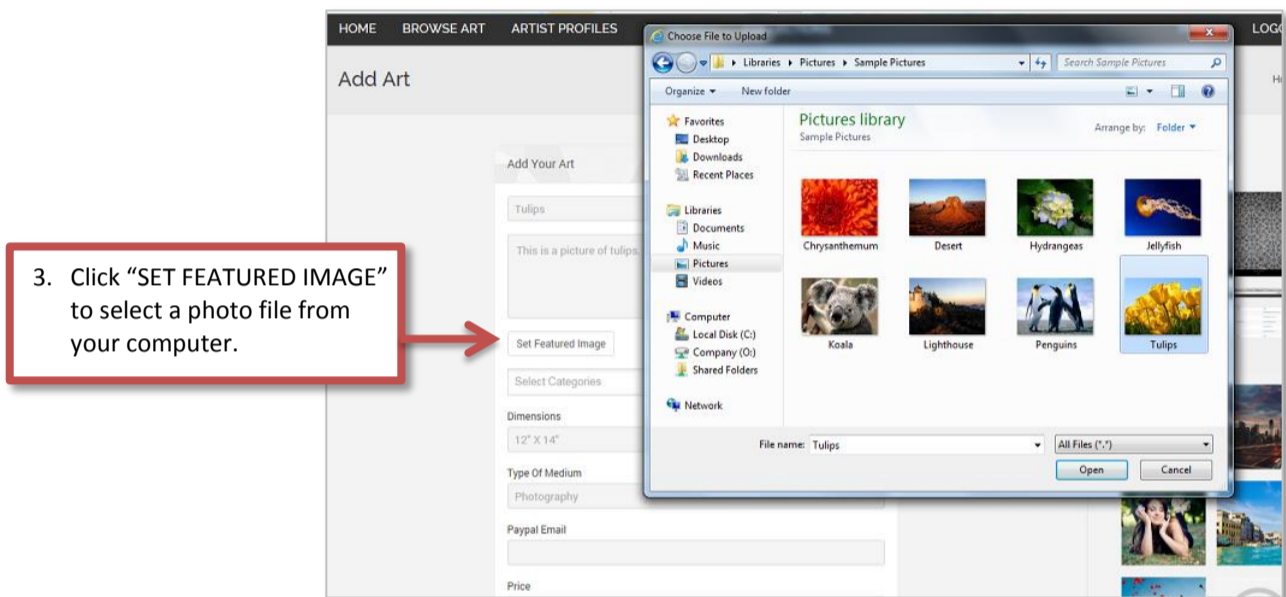 HOME BROWSE ART ARTIST PROFILES
Add Art
Add Your Art
Tulips
This is a picture of tulips.
3. Click “SET FEATURED IMAGE”
to select a photo file from
your computer.
Set Featured Image
Select Categories
Dimensions
12" X 14"
Type Of Medium
Photography
Paypal Email
Price
Choose File to Upload
Libraries Pictures Sample Pictures Search Sample Pictures
Organize New folder
Favorites
Desktop
Downloads
Recent Places
Libraries
Documents
Music
Pictures
Videos
Computer
Local Disk (C:)
Company (O:)
Shared Folders
Network
Pictures library
Sample Pictures
Arrange by: Folder
Chrysanthemum Desert Hydrangeas Jellyfish
Koala Lighthouse Penguins Tulips
File name: Tulips All Files (*.*)
Open Cancel